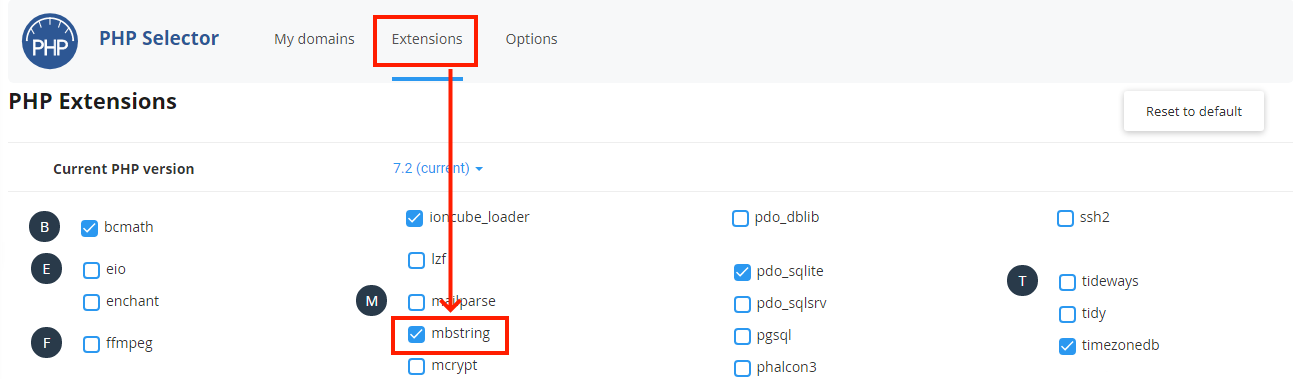 PHP
PHP Selector
My domains
Extensions
Options
PHP Extensions
Reset to default
Current PHP version
7.2 (current)
B
bcmath
E
eio
enchant
F
ffmpeg
ioncube_loader
lzf
M
mailparse
mbstring
mcrypt
pdo_dblib
pdo_sqlite
pdo_sqlsrv
pgsql
phalcon3
ssh2
T
tideways
tidy
timezonedb